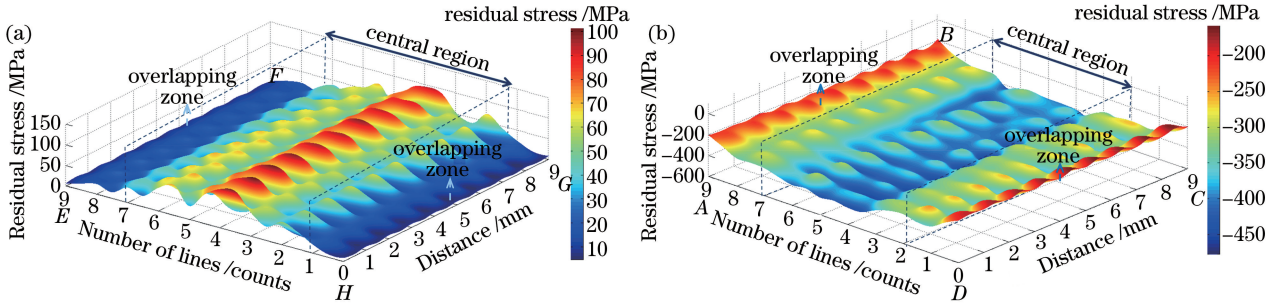 (a)
residual stress /MPa
100
90
80
70
60
50
40
30
20
10
central region
overlapping
zone
F
Residual stress /MPa
150
100
50
0
overlapping
zone
9
8
7
6
5
4
3
2
1
0
E
H
Number of lines /counts
1
2
3
4
5
6
7
8
9
G
Distance /mm
(b)
residual stress /MPa
−200
−250
−300
−350
−400
−450
B
central region
overlapping
zone
Residual stress /MPa
0
−200
−400
−600
overlapping
zone
9
8
7
6
5
4
3
2
1
0
A
D
Number of lines /counts
1
2
3
4
5
6
7
8
9
C
Distance /mm